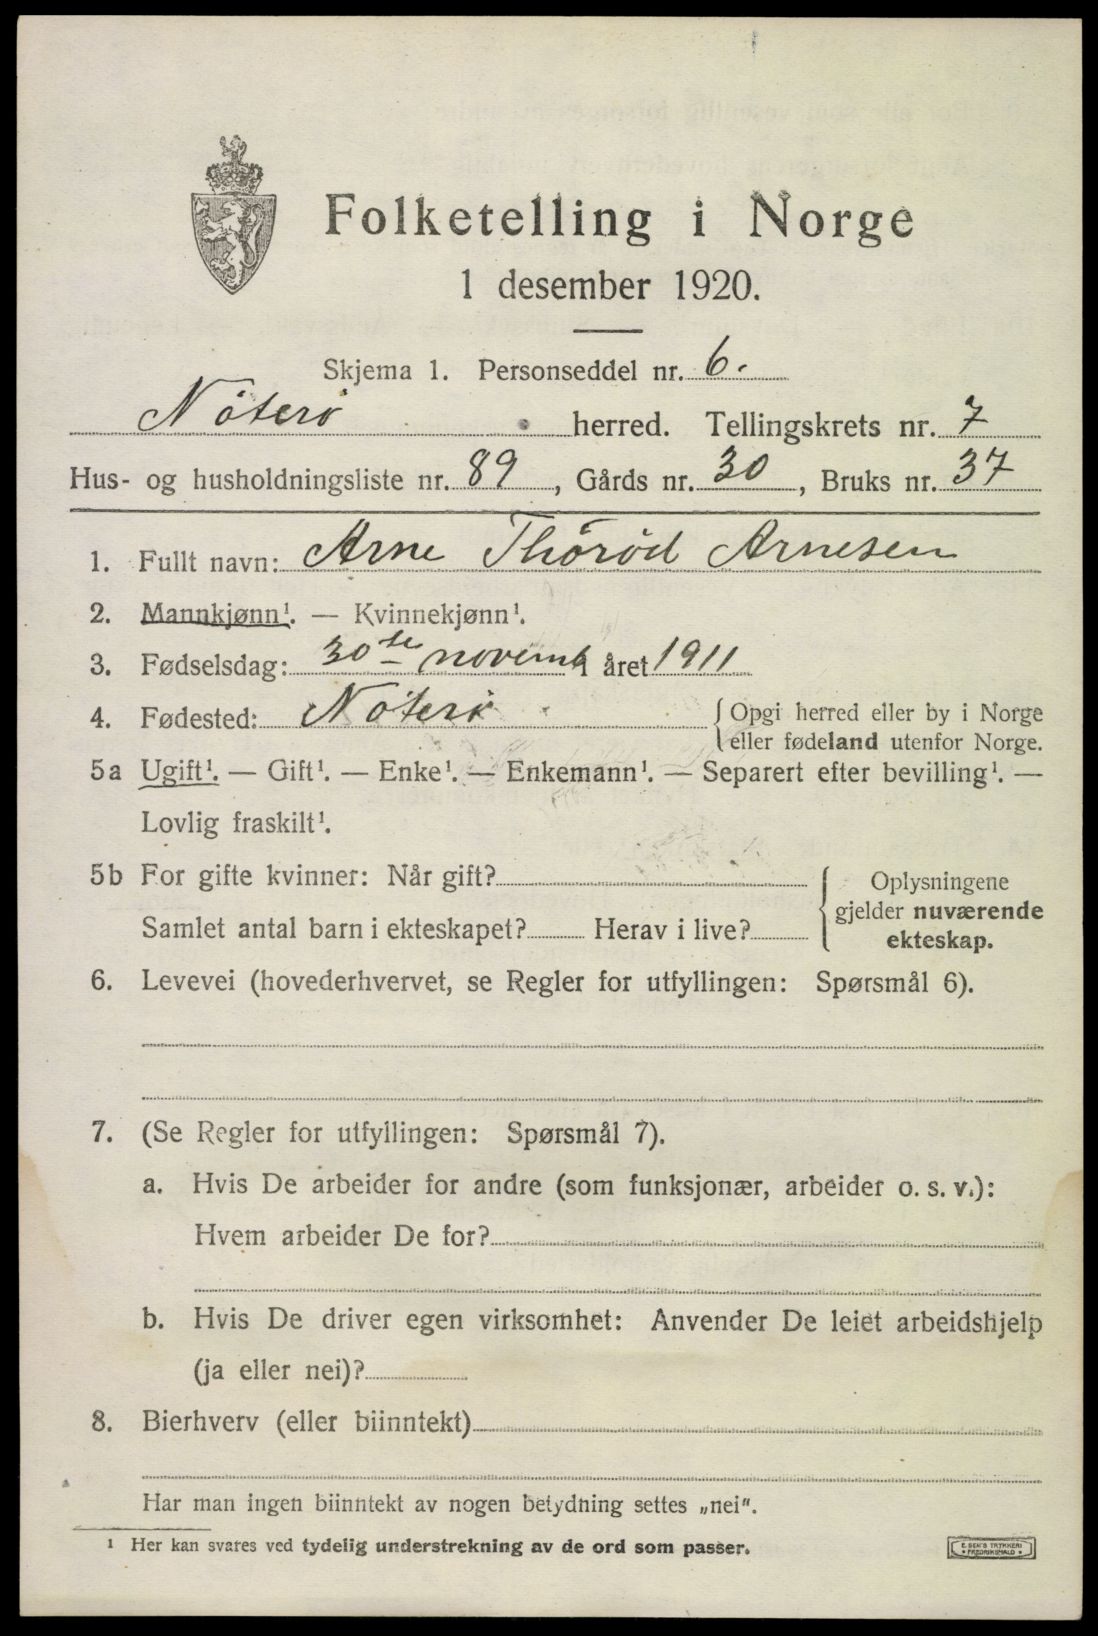 Folketelling i Norge
1 desember 1920.
Skjema 1. Personseddel nr. 6.
Nöterö herred. Tellingskrets nr. 7
Hus- og husholdningsliste nr. 89, Gårds nr. 30, Bruks nr. 37
1. Fullt navn: Arne Thöröd Arnesen
2. Mannkjønn¹. — Kvinnekjønn¹.
3. Fødselsdag: 30te novemb i året 1911
4. Fødested: Nöterö { Opgi herred eller by i Norge
eller fødeland utenfor Norge.
5a Ugift¹. — Gift¹. — Enke¹. — Enkemann¹. — Separert efter bevilling¹. —
Lovlig fraskilt¹.
5b For gifte kvinner: Når gift?
Samlet antal barn i ekteskapet? Herav i live?
{ Oplysningene
gjelder nuværende
ekteskap.
6. Levevei (hovederhvervet, se Regler for utfyllingen: Spørsmål 6).
7. (Se Regler for utfyllingen: Spørsmål 7).
a. Hvis De arbeider for andre (som funksjonær, arbeider o. s. v.):
Hvem arbeider De for?
b. Hvis De driver egen virksomhet: Anvender De leiet arbeidshjelp
(ja eller nei)?
8. Bierhverv (eller biinntekt)
Har man ingen biinntekt av nogen betydning settes „nei".
¹ Her kan svares ved tydelig understrekning av de ord som passer.
E. SEM'S TRYKKERI
• FREDRIKSHALD •